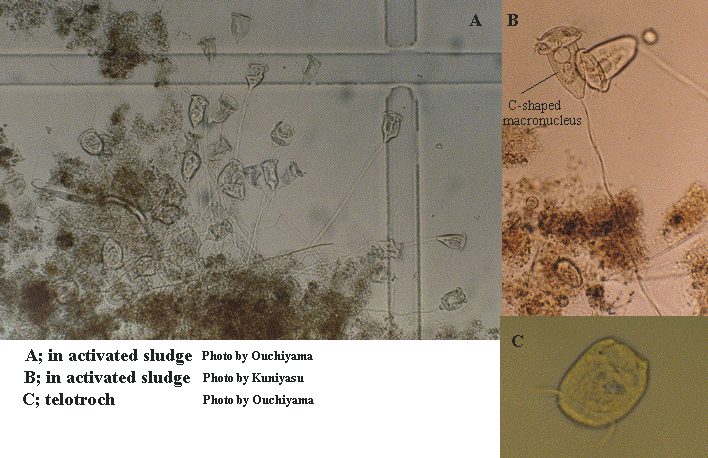 A
B
C-shaped
macronucleus
C
A; in activated sludge Photo by Ouchiyama
B; in activated sludge Photo by Kuniyasu
C; telotroch Photo by Ouchiyama